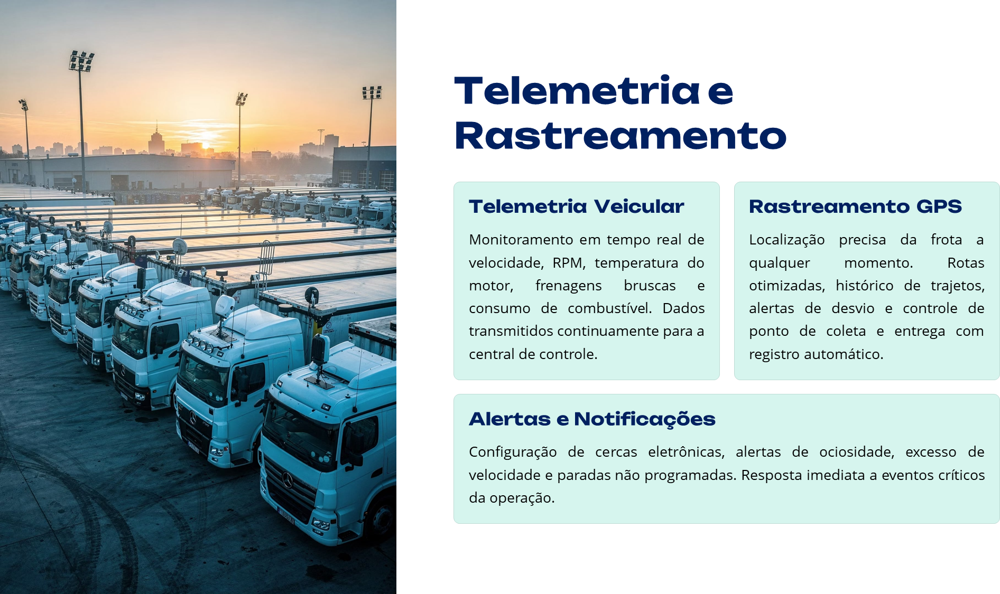 Telemetria e
Rastreamento
Telemetria Veicular
Monitoramento em tempo real de
velocidade, RPM, temperatura do
motor, frenagens bruscas e
consumo de combustível. Dados
transmitidos continuamente para a
central de controle.
Rastreamento GPS
Localização precisa da frota a
qualquer momento. Rotas
otimizadas, histórico de trajetos,
alertas de desvio e controle de
ponto de coleta e entrega com
registro automático.
Alertas e Notificações
Configuração de cercas eletrônicas, alertas de ociosidade, excesso de
velocidade e paradas não programadas. Resposta imediata a eventos críticos
da operação.